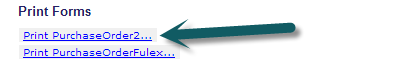 Print Forms
Print PurchaseOrder2...
Print PurchaseOrderFulex...